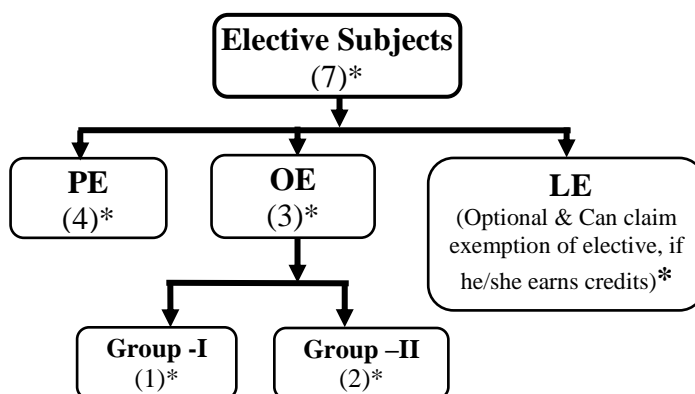 Elective Subjects
(7)*
PE
(4)*
OE
(3)*
LE
(Optional & Can claim
exemption of elective, if
he/she earns credits)*
Group -I
(1)*
Group –II
(2)*